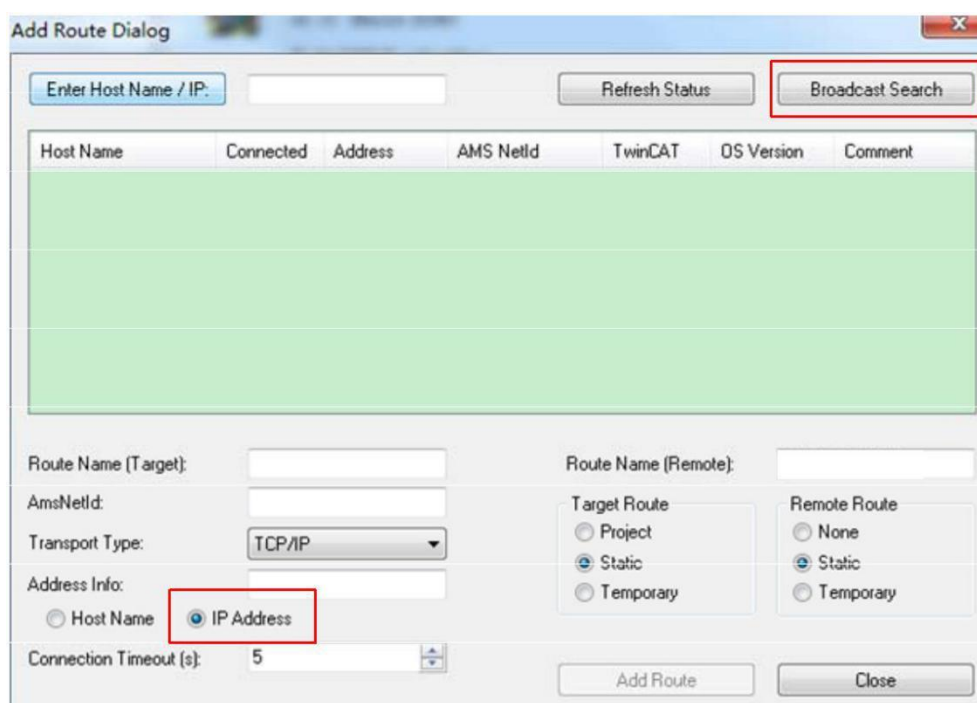 Add Route Dialog
Enter Host Name / IP:
Refresh Status
Broadcast Search
Host Name Connected Address AMS NetId TwinCAT OS Version Comment
Route Name (Target):
Route Name (Remote):
AmsNetId:
Target Route
Remote Route
Transport Type:
TCP/IP
Project
None
Static
Static
Address Info:
Temporary
Temporary
Host Name
IP Address
Connection Timeout (s):
5
Add Route
Close